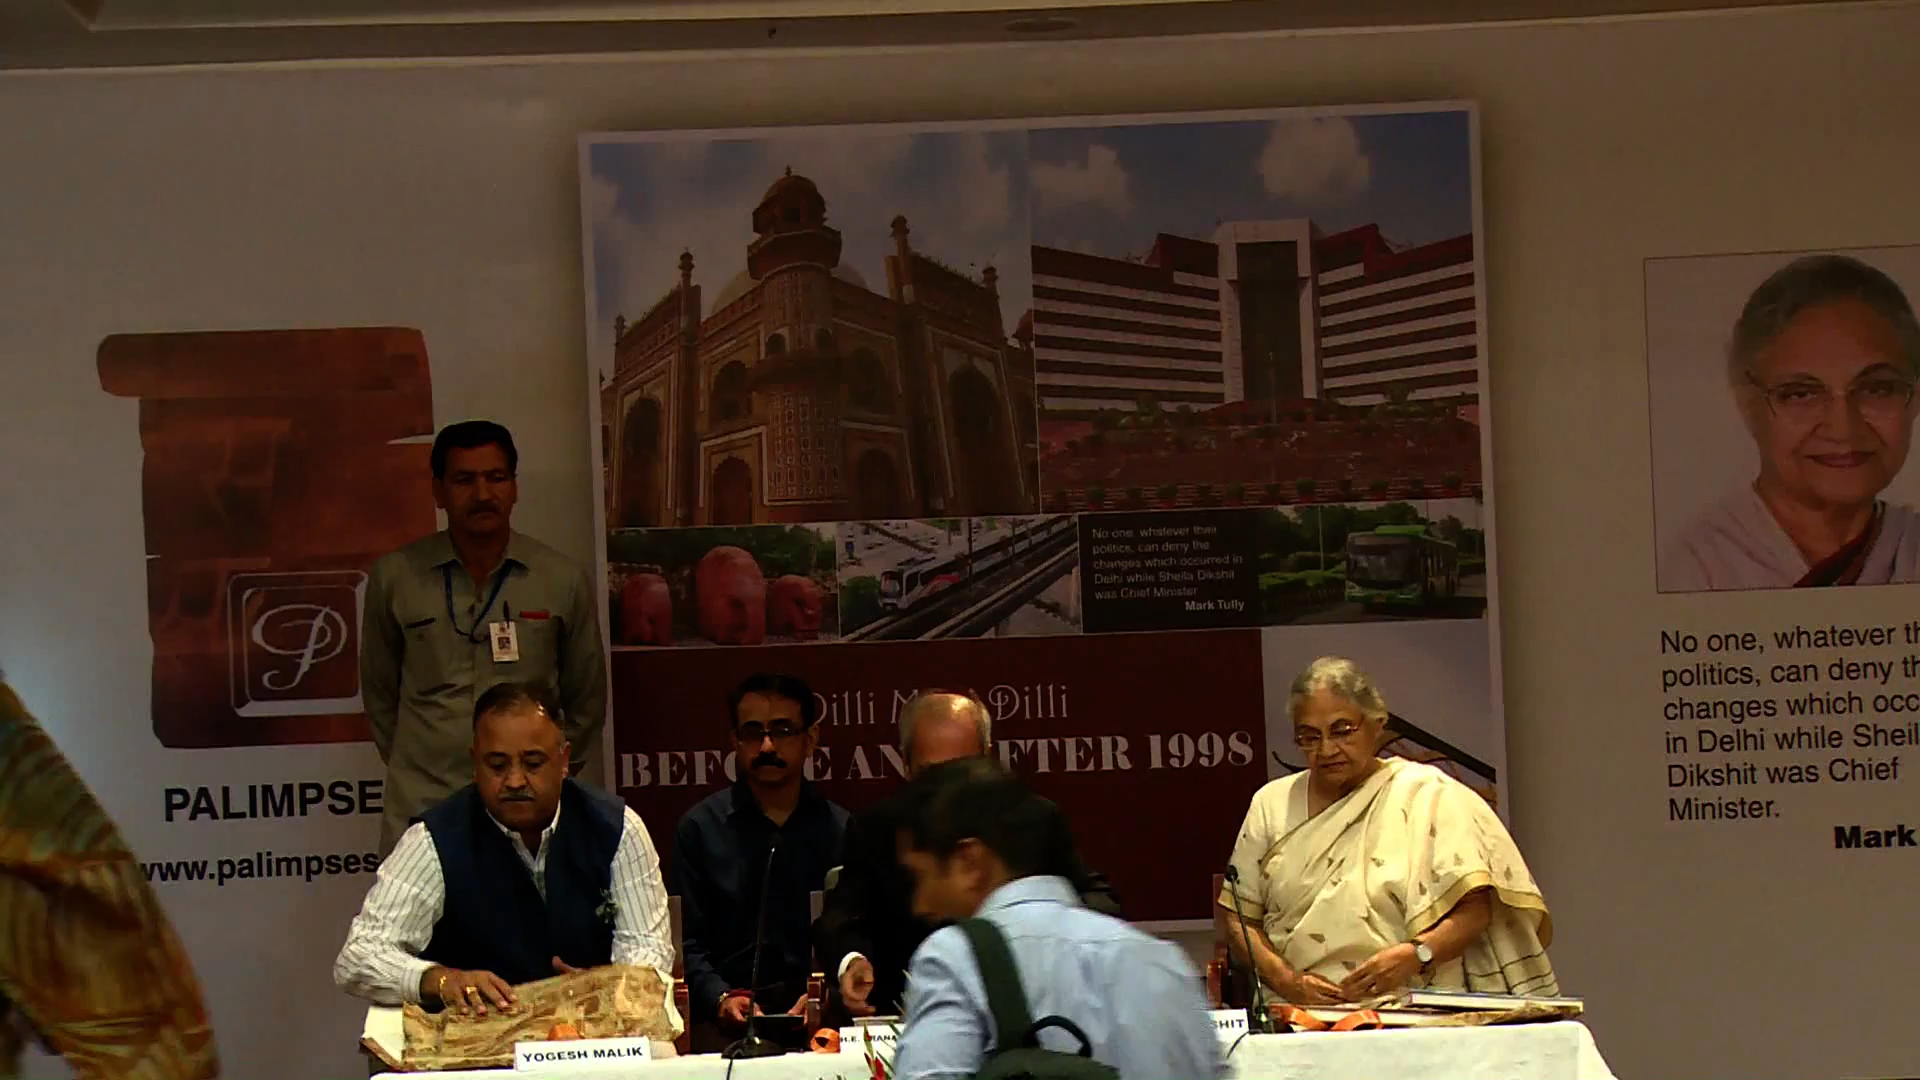 No one, whatever their
politics, can deny the
changes which occurred in
Delhi while Sheila Dikshit
was Chief Minister
Mark Tully
Dilli Dilli
1998
P
PALIMPSE
www.palimpses
No one, whatever th
politics, can deny th
changes which occ
in Delhi while Sheil
Dikshit was Chief
Minister.
Mark
YOGESH MALIK
H.E.
SHIT